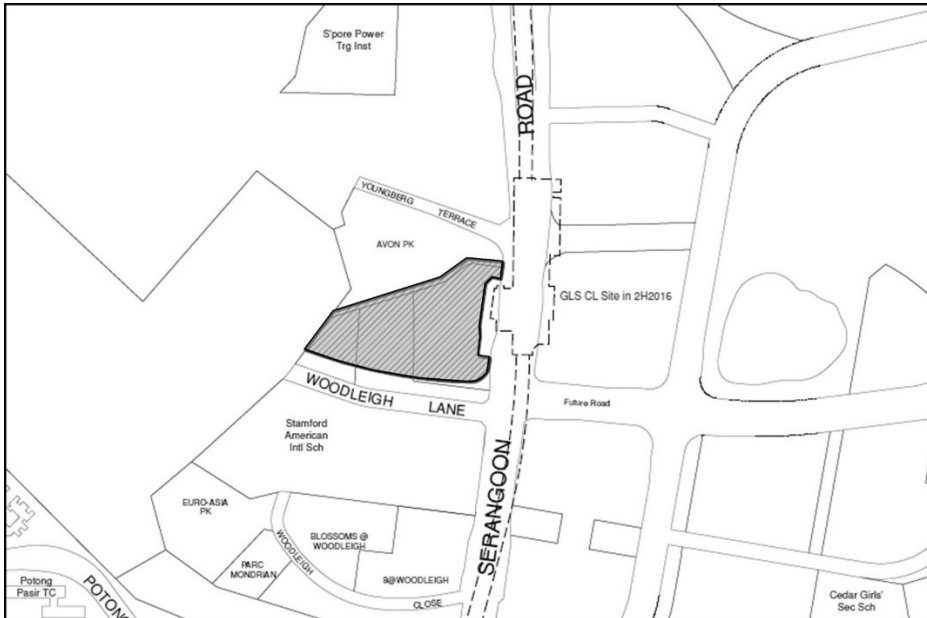 S'pore Power
Trg Inst
ROAD
YOUNGBERG TERRACE
AVON PK
GLS CL Site in 2H2016
WOODLEIGH LANE
Future Road
Stamford
American
Intl Sch
SERANGOON
EURO-ASIA
PK
WOODLEIGH
BLOSSOMS @
WOODLEIGH
PARC
MONDRIAN
8@WOODLEIGH
CLOSE
Potong
Pasir TC
POTONG
Cedar Girls'
Sec Sch